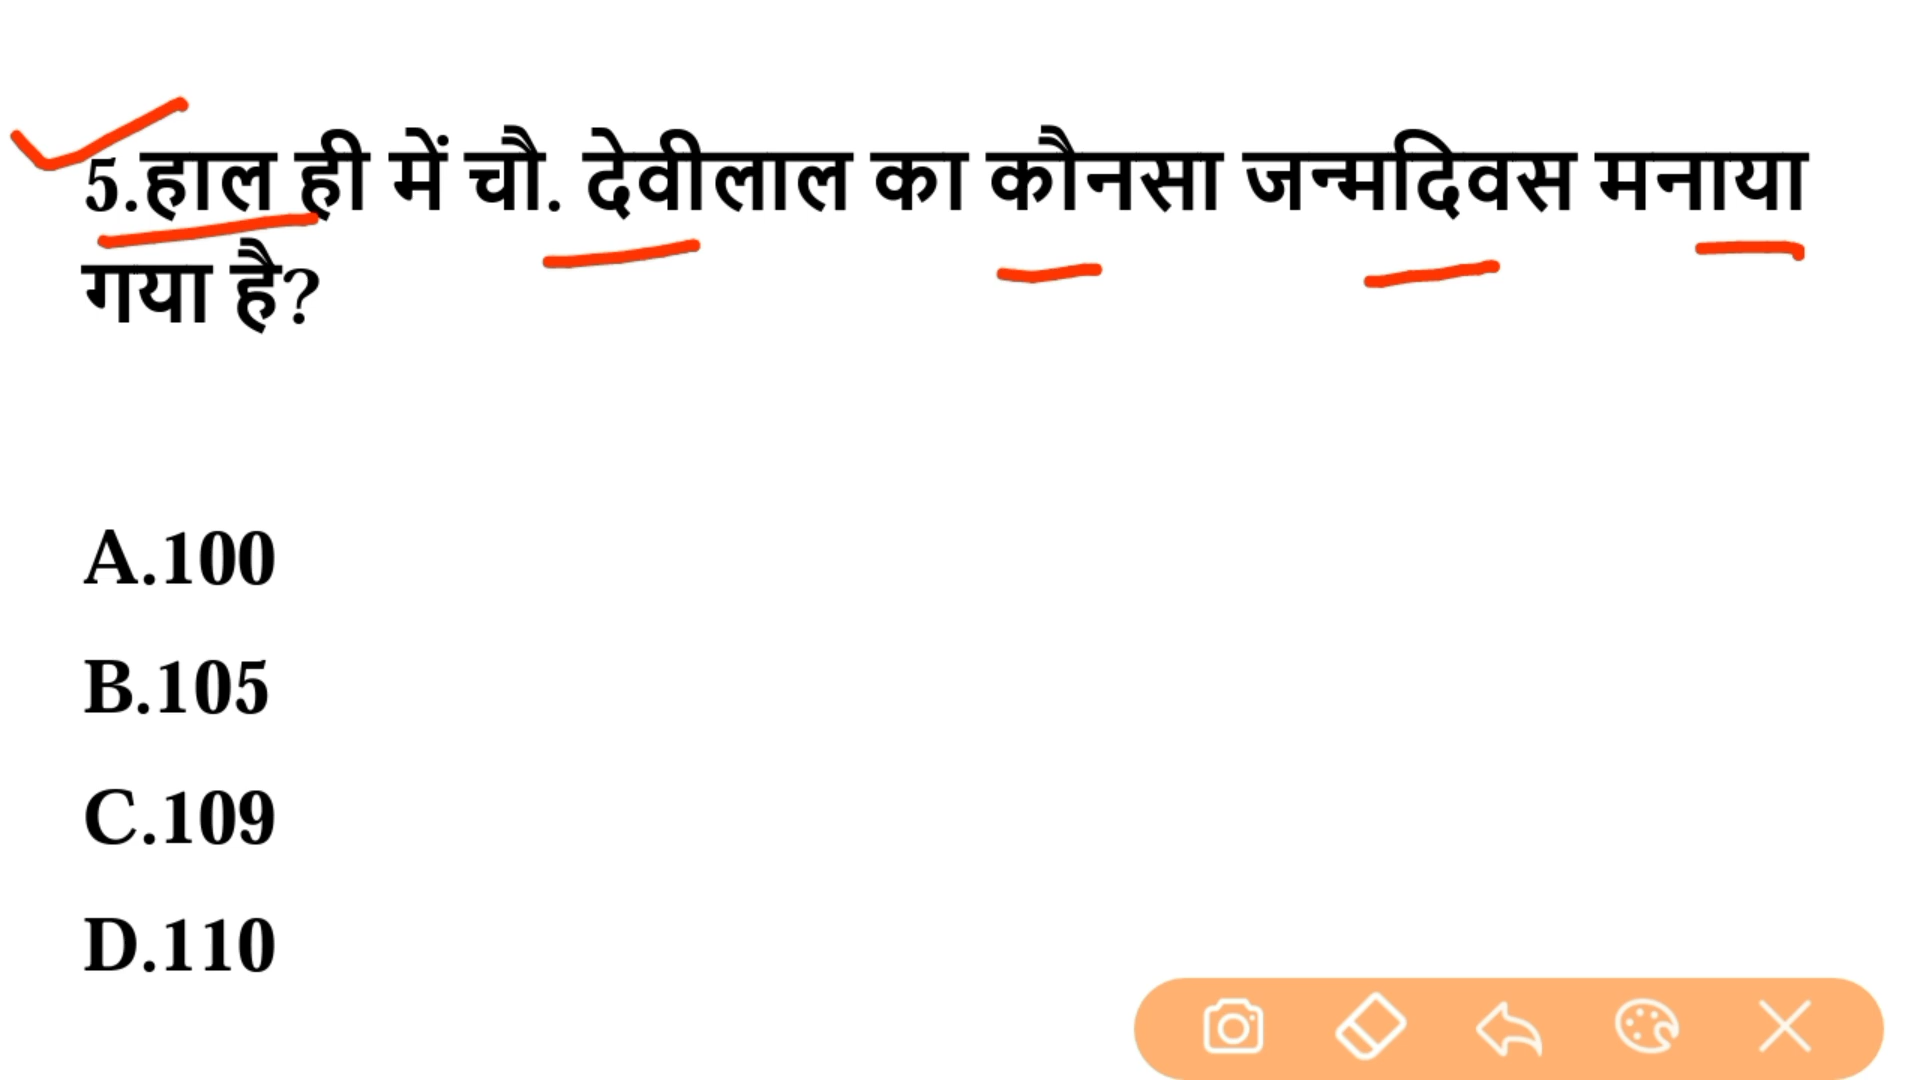 5.हाल ही में चौ. देवीलाल का कौनसा जन्मदिवस मनाया
गया है?
A.100
B.105
C.109
D.110